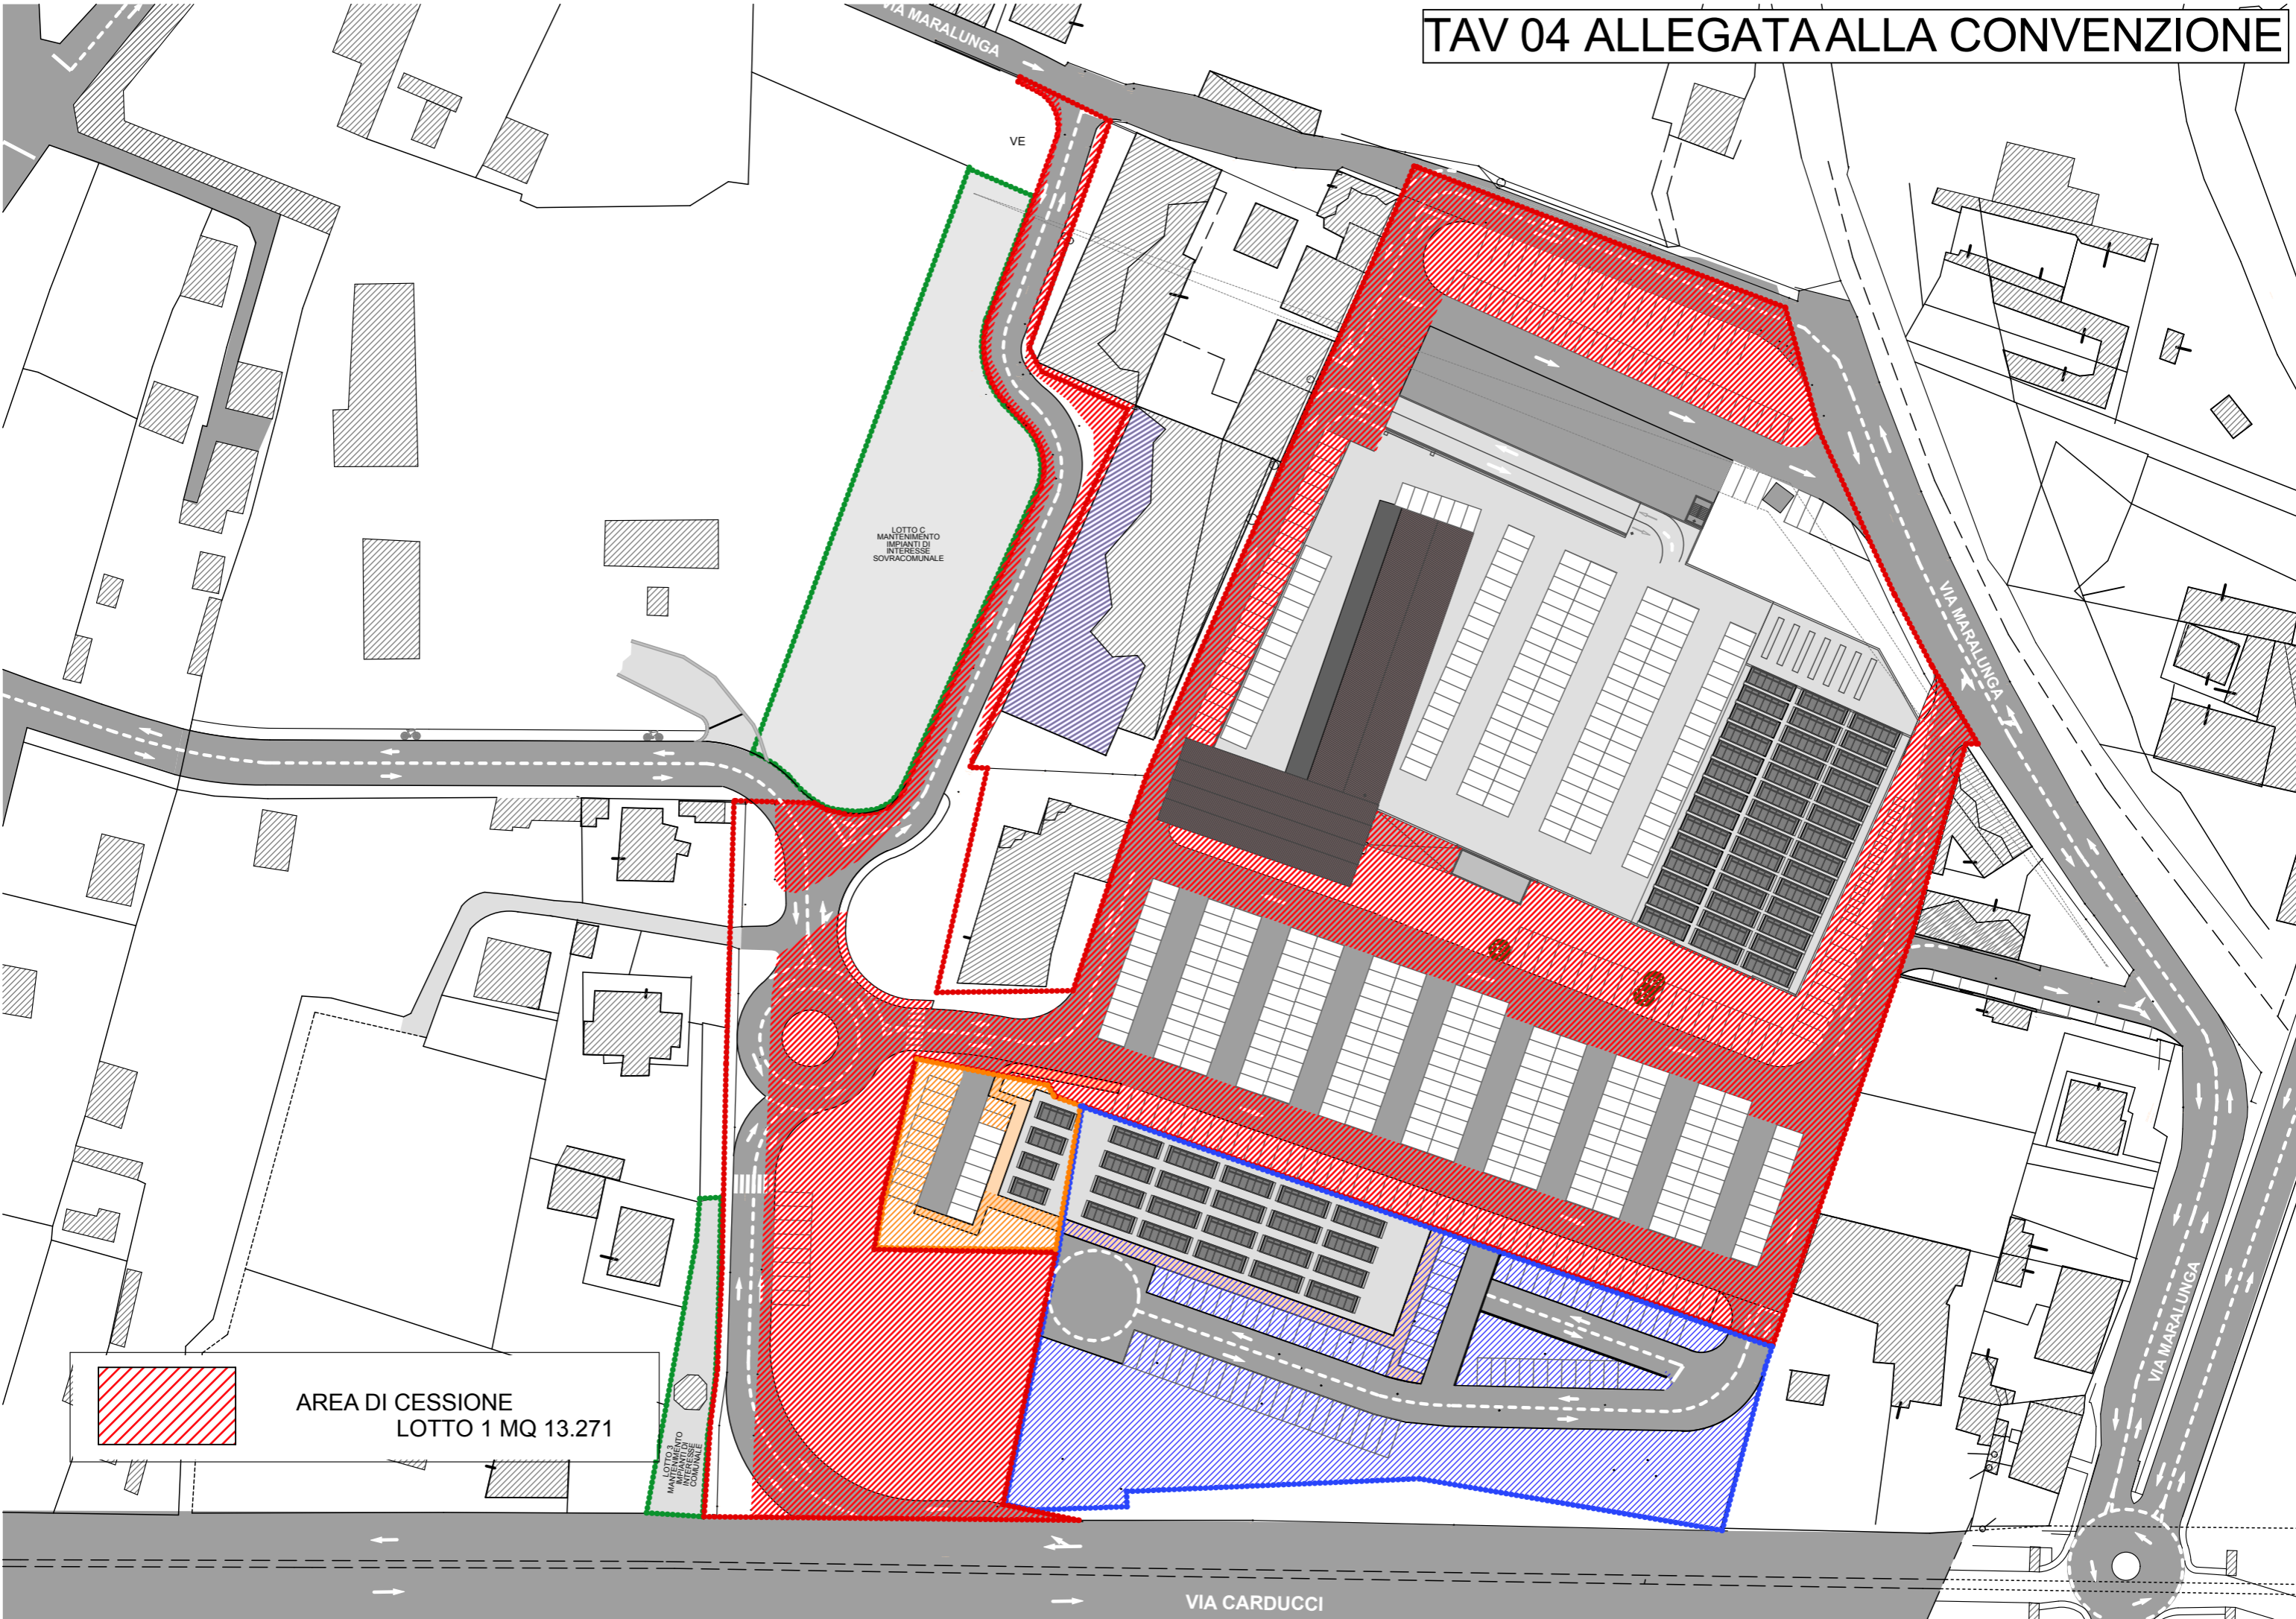 TAV 04 ALLEGATA ALLA CONVENZIONE
VIA MARALUNGA
VE
LOTTO C
MANTENIMENTO
IMPIANTI DI
INTERESSE
SOVRACOMUNALE
VIA MARALUNGA
VIA MARALUNGA
AREA DI CESSIONE
LOTTO 1 MQ 13.271
LOTTO 3
MANTENIMENTO
IMPIANTI DI
INTERESSE
COMUNALE
VIA CARDUCCI